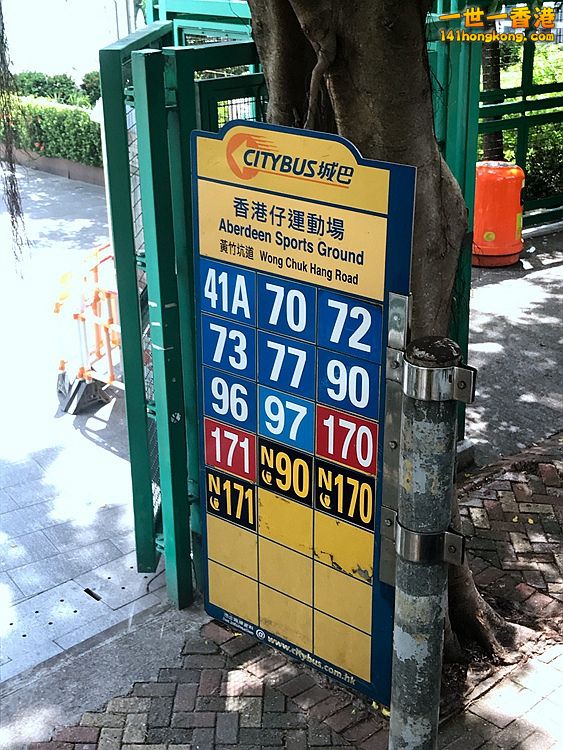 一世一香港
141hongkong.com
CITYBUS城巴
香港仔運動場
Aberdeen Sports Ground
黃竹坑道 Wong Chuk Hang Road
41A 70 72
73 77 90
96 97 170
171 N90 N170
N171
@ www.citybus.com.hk